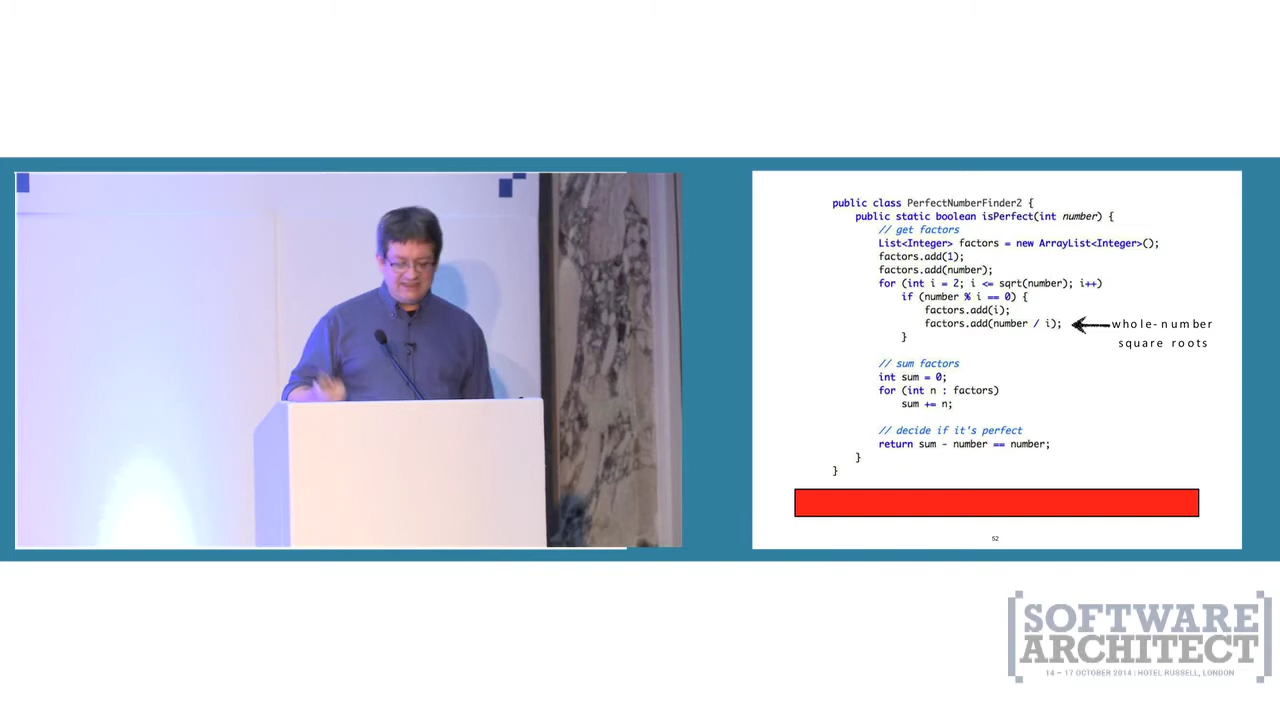 public class PerfectNumberFinder2 {
public static boolean isPerfect(int number) {
// get factors
List<Integer> factors = new ArrayList<Integer>();
factors.add(1);
factors.add(number);
for (int i = 2; i <= sqrt(number); i++)
if (number % i == 0) {
factors.add(i);
factors.add(number / i);
}
whole-number
square roots
// sum factors
int sum = 0;
for (int n : factors)
sum += n;
// decide if it's perfect
return sum - number == number;
}
}
52
SOFTWARE
ARCHITECT
14 – 17 OCTOBER 2014 | HOTEL RUSSELL, LONDON